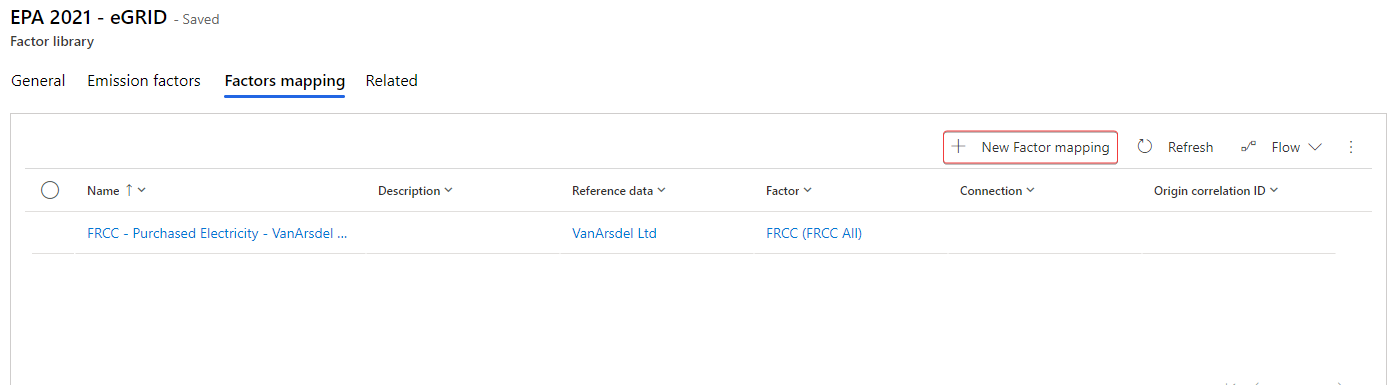 EPA 2021 - eGRID - Saved
Factor library
General Emission factors Factors mapping Related
New Factor mapping Refresh Flow
Name Description Reference data Factor Connection Origin correlation ID
FRCC - Purchased Electricity - VanArsdel ... VanArsdel Ltd FRCC (FRCC All)